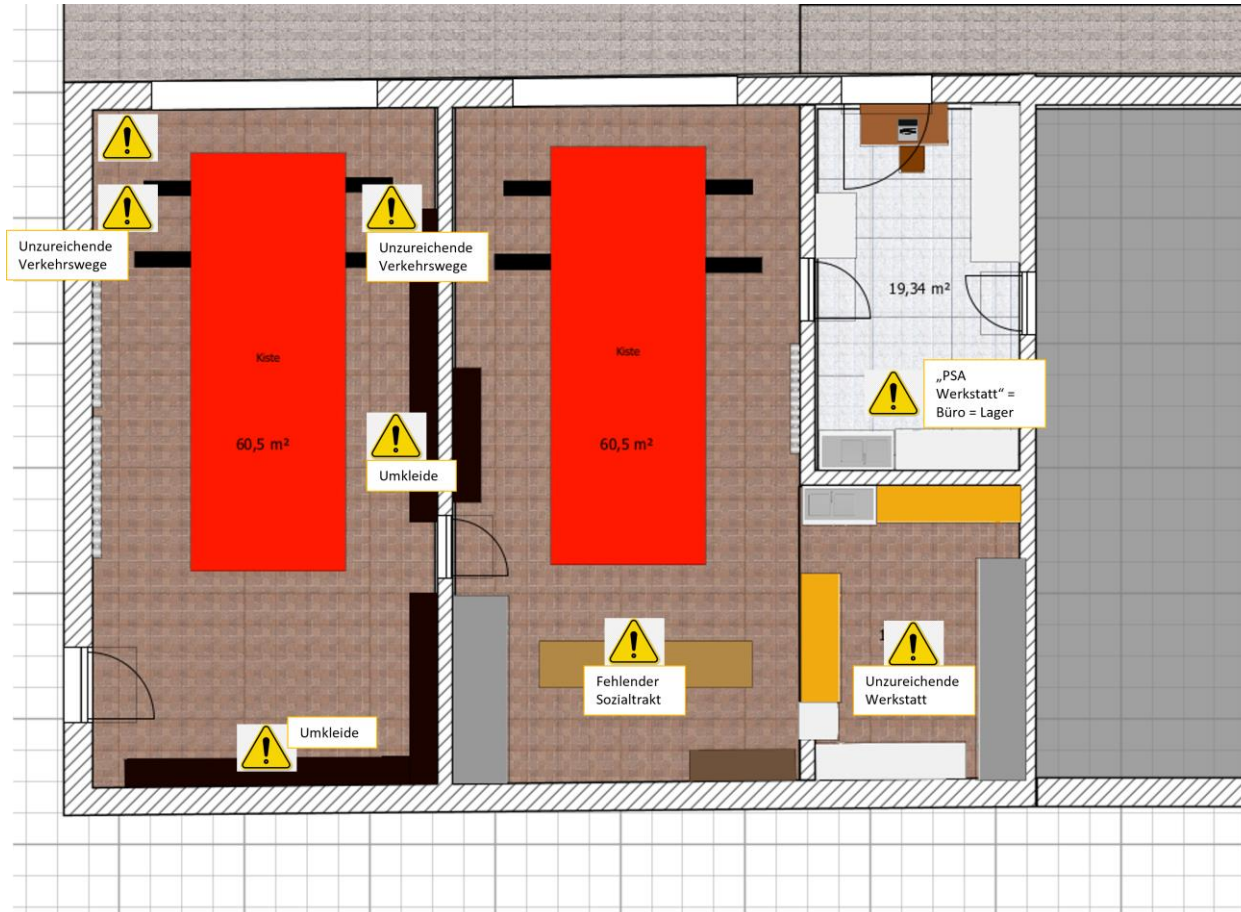 Unzureichende
Verkehrswege
Unzureichende
Verkehrswege
Kiste
Kiste
19,34 m²
„PSA
Werkstatt“ =
Büro = Lager
60,5 m²
60,5 m²
Umkleide
Fehlender
Sozialtrakt
Unzureichende
Werkstatt
Umkleide